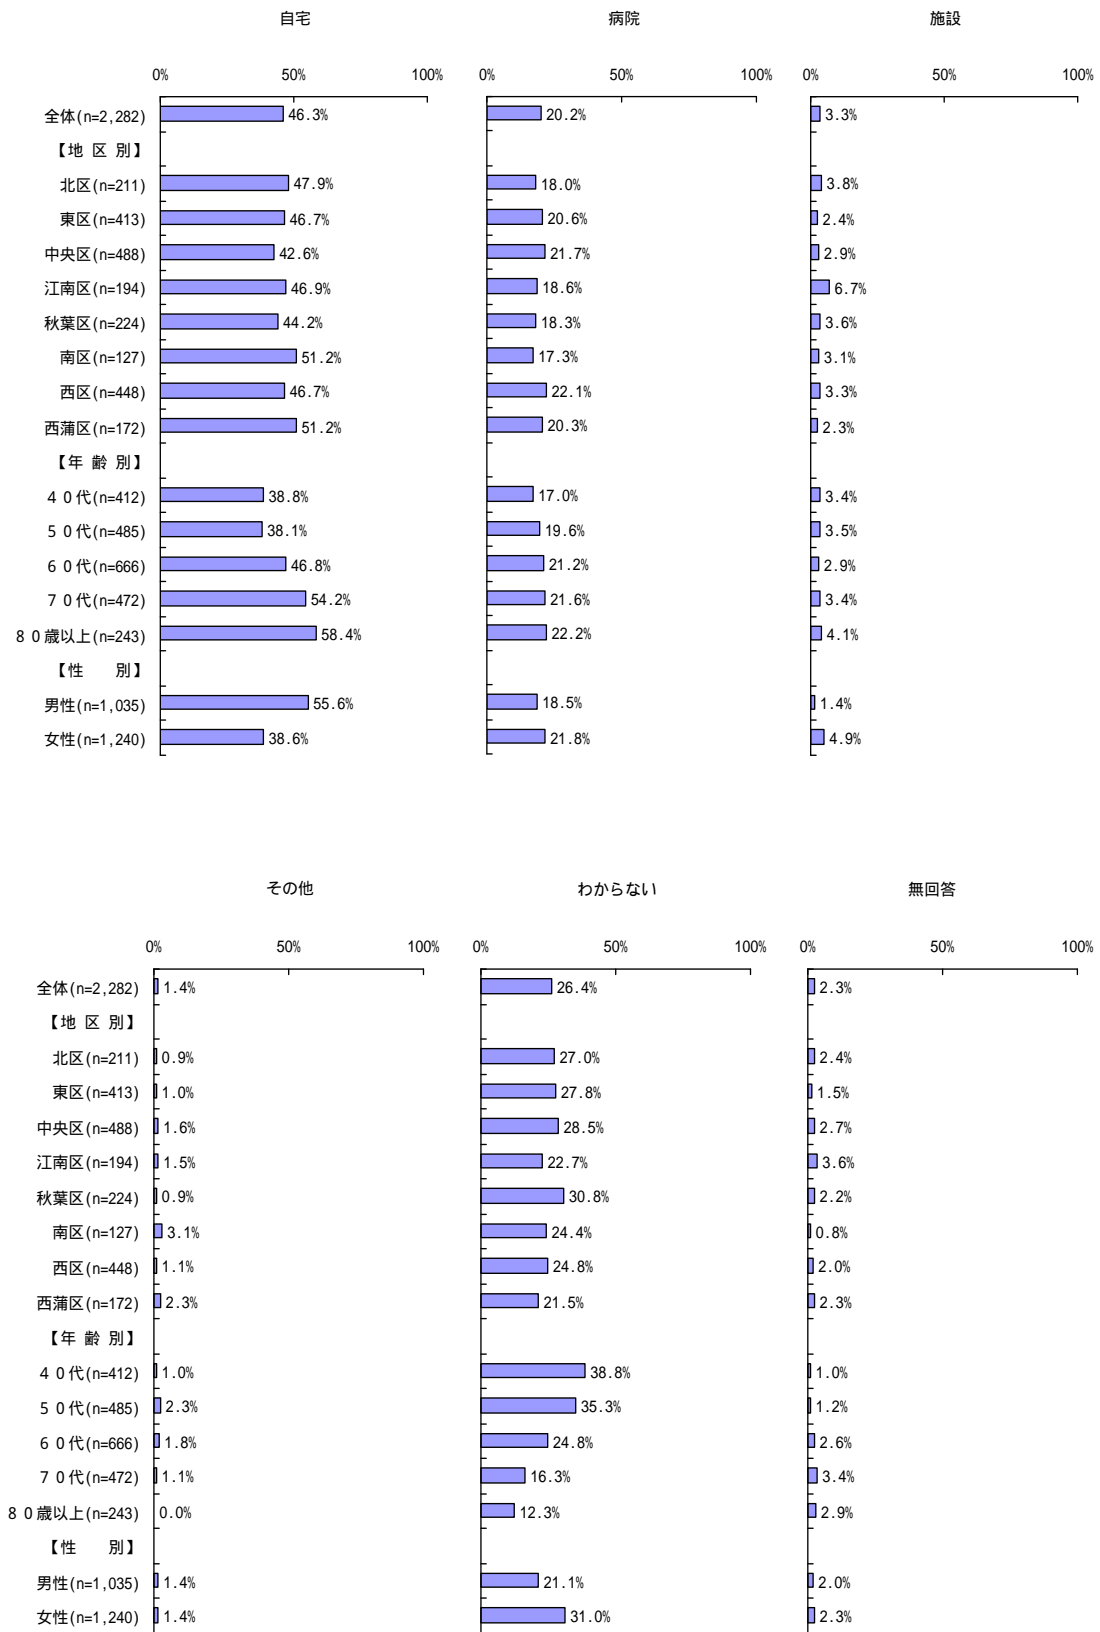 自宅 病院 施設
0% 50% 100% 0% 50% 100% 0% 50% 100%
全体(n=2,282) 46.3% 20.2% 3.3%
【地 区 別】
北区(n=211) 47.9% 18.0% 3.8%
東区(n=413) 46.7% 20.6% 2.4%
中央区(n=488) 42.6% 21.7% 2.9%
江南区(n=194) 46.9% 18.6% 6.7%
秋葉区(n=224) 44.2% 18.3% 3.6%
南区(n=127) 51.2% 17.3% 3.1%
西区(n=448) 46.7% 22.1% 3.3%
西蒲区(n=172) 51.2% 20.3% 2.3%
【年 齢 別】
４０代(n=412) 38.8% 17.0% 3.4%
５０代(n=485) 38.1% 19.6% 3.5%
６０代(n=666) 46.8% 21.2% 2.9%
７０代(n=472) 54.2% 21.6% 3.4%
８０歳以上(n=243) 58.4% 22.2% 4.1%
【性　　別】
男性(n=1,035) 55.6% 18.5% 1.4%
女性(n=1,240) 38.6% 21.8% 4.9%
その他 わからない 無回答
0% 50% 100% 0% 50% 100% 0% 50% 100%
全体(n=2,282) 1.4% 26.4% 2.3%
【地 区 別】
北区(n=211) 0.9% 27.0% 2.4%
東区(n=413) 1.0% 27.8% 1.5%
中央区(n=488) 1.6% 28.5% 2.7%
江南区(n=194) 1.5% 22.7% 3.6%
秋葉区(n=224) 0.9% 30.8% 2.2%
南区(n=127) 3.1% 24.4% 0.8%
西区(n=448) 1.1% 24.8% 2.0%
西蒲区(n=172) 2.3% 21.5% 2.3%
【年 齢 別】
４０代(n=412) 1.0% 38.8% 1.0%
５０代(n=485) 2.3% 35.3% 1.2%
６０代(n=666) 1.8% 24.8% 2.6%
７０代(n=472) 1.1% 16.3% 3.4%
８０歳以上(n=243) 0.0% 12.3% 2.9%
【性　　別】
男性(n=1,035) 1.4% 21.1% 2.0%
女性(n=1,240) 1.4% 31.0% 2.3%